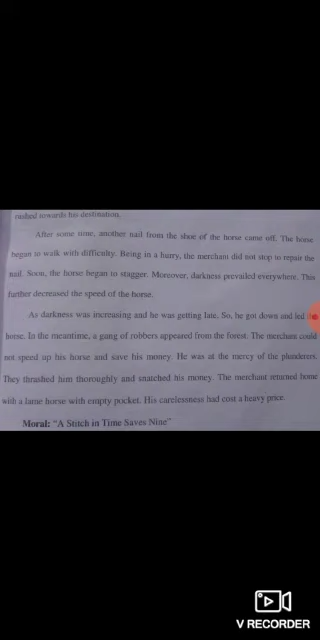 rushed towards his destination.
After some time, another nail from the shoe of the horse came off. The horse
began to walk with difficulty. Being in a hurry, the merchant did not stop to repair the
nail. Soon, the horse began to stagger. Moreover, darkness prevailed everywhere. This
further decreased the speed of the horse.
As darkness was increasing and he was getting late. So, he got down and led the
horse. In the meantime, a gang of robbers appeared from the forest. The merchant could
not speed up his horse and save his money. He was at the mercy of the plunderers.
They thrashed him thoroughly and snatched his money. The merchant returned home
with a lame horse with empty pocket. His carelessness had cost a heavy price.
Moral: "A Stitch in Time Saves Nine"
V RECORDER